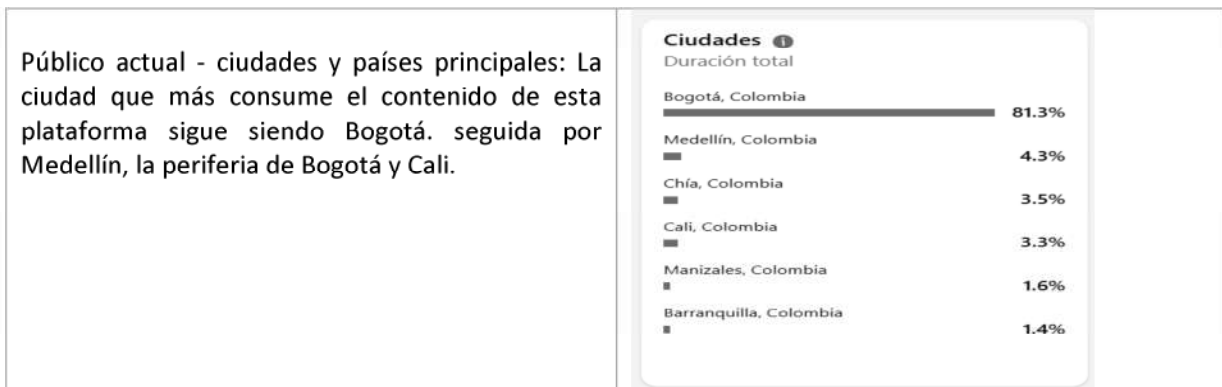 Público actual - ciudades y países principales: La
ciudad que más consume el contenido de esta
plataforma sigue siendo Bogotá. seguida por
Medellín, la periferia de Bogotá y Cali.
Ciudades
Duración total
Bogotá, Colombia
81.3%
Medellín, Colombia
4.3%
Chía, Colombia
3.5%
Cali, Colombia
3.3%
Manizales, Colombia
1.6%
Barranquilla, Colombia
1.4%